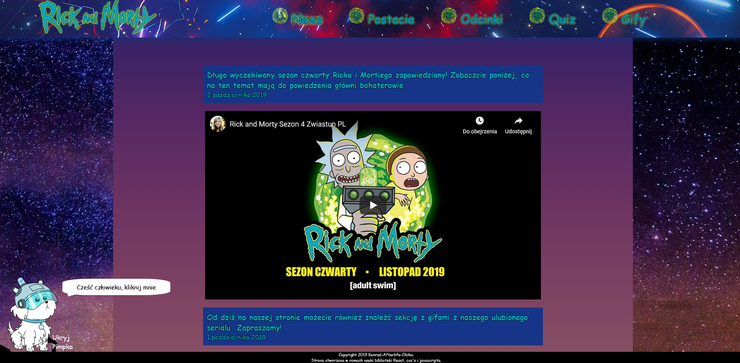 Rick and Morty
News
Postacie
Odcinki
Quiz
Gify
Długo wyczekiwany sezon czwarty Ricka i Mortiego zapowiedziany! Zobaczcie poniżej, co
na ten temat mają do powiedzenia główni bohaterowie
2 października 2019
Rick and Morty Sezon 4 Zwiastun PL
Do obejrzenia
Udostępnij
Rick and Morty
SEZON CZWARTY • LISTOPAD 2019
[adult swim]
Od dziś na naszej stronie możecie również znaleźć sekcję z gifami z naszego ulubionego
serialu. Zapraszamy!
1 października 2019
Cześć człowieku, kliknij mnie
Ukryj
Pimpka
Copyright 2019 Konrad-Afterlife-Cicho.
Strona stworzona w ramach nauki biblioteki React, css'a i javascripta.